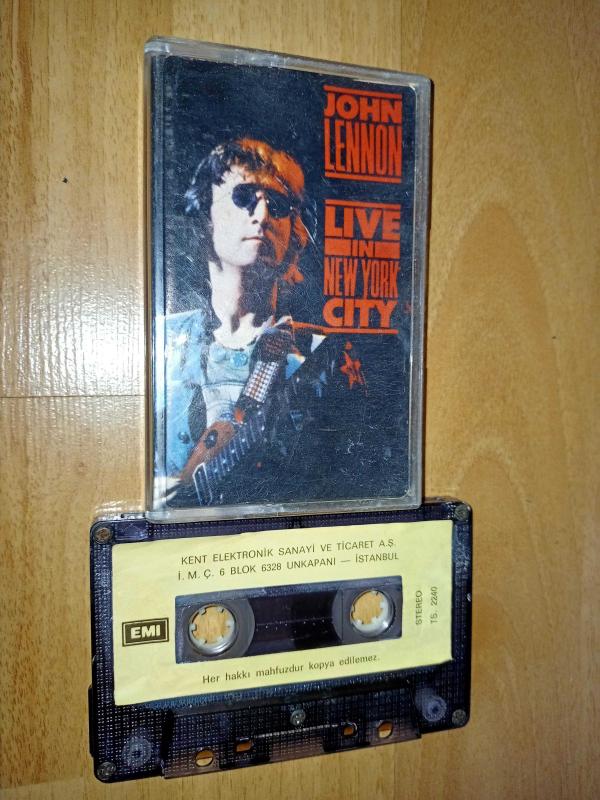 JOHN
LENNON
LIVE
IN
NEW YORK
CITY
KENT ELEKTRONİK SANAYİ VE TİCARET A.Ş.
İ. M. Ç. 6 BLOK 6328 UNKAPANI — İSTANBUL
EMI
STEREO
TS. 2240
Her hakkı mahfuzdur kopya edilemez.